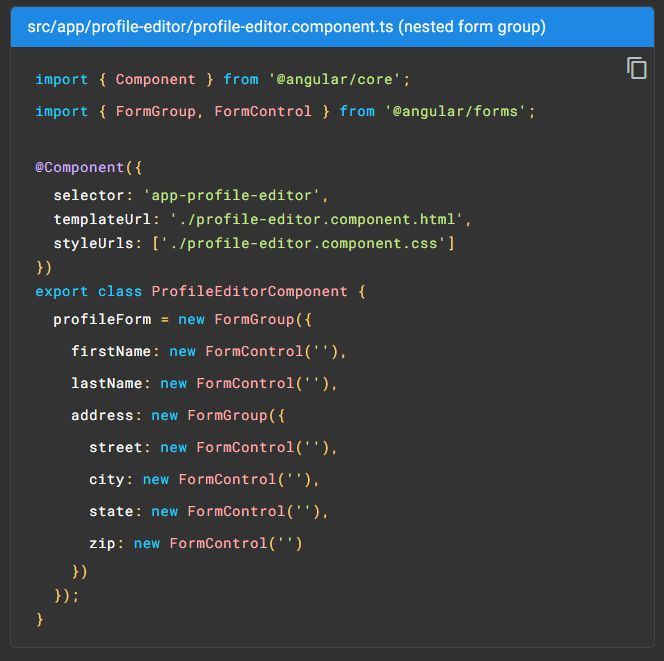 src/app/profile-editor/profile-editor.component.ts (nested form group)
import { Component } from '@angular/core';
import { FormGroup, FormControl } from '@angular/forms';
@Component({
  selector: 'app-profile-editor',
  templateUrl: './profile-editor.component.html',
  styleUrls: ['./profile-editor.component.css']
})
export class ProfileEditorComponent {
  profileForm = new FormGroup({
    firstName: new FormControl(''),
    lastName: new FormControl(''),
    address: new FormGroup({
      street: new FormControl(''),
      city: new FormControl(''),
      state: new FormControl(''),
      zip: new FormControl('')
    })
  });
}